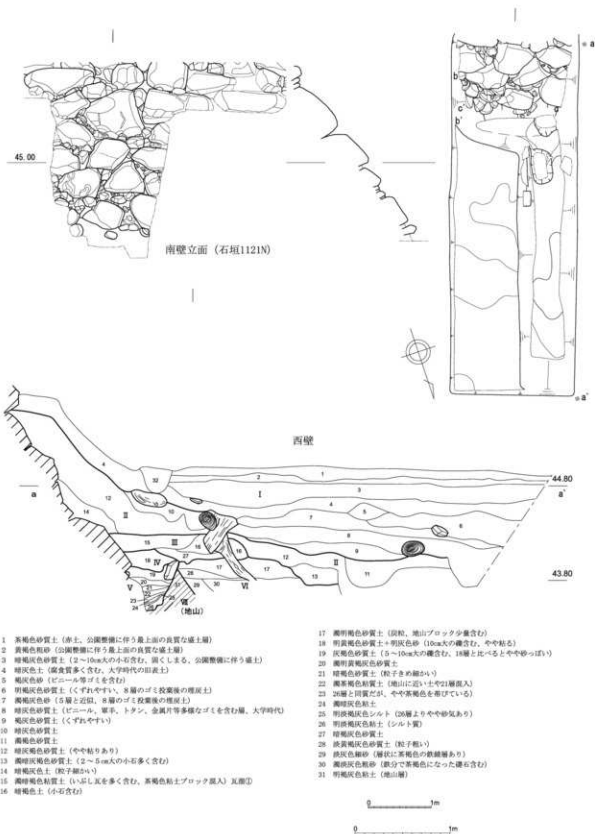 45.00
南壁立面（石垣1121N）
a
b
c'
b'
a'
西壁
44.80
a
a'
43.80
Ⅰ
Ⅱ
Ⅲ
Ⅳ
Ⅴ
Ⅵ
Ⅶ
（地山）
1 茶褐色砂質土（赤土、公園整備に伴う最上面の良質な盛土層）
2 黄褐色粗砂（公園整備に伴う最上面の良質な盛土層）
3 暗褐灰色砂質土（２～10cm大の小石含む、固くしまる、公園整備に伴う盛土）
4 暗灰色土（腐食質多く含む、大学時代の旧表土）
5 褐灰色砂（ビニール等ゴミを含む）
6 明褐灰色砂質土（くずれやすい、８層のゴミ投棄後の埋戻土）
7 濁褐灰色砂（５層と近似、８層のゴミ投棄後の埋戻土）
8 暗灰色砂質土（ビニール、軍手、トタン、金属片等多様なゴミを含む層、大学時代）
9 褐灰色砂質土（くずれやすい）
10 暗灰色砂質土
11 濁褐色砂質土
12 暗灰褐色砂質土（やや粘りあり）
13 濁暗灰褐色砂質土（２～５cm大の小石多く含む）
14 暗褐灰色土（粒子細かい）
15 濁暗褐色粘質土（いぶし瓦を多く含む、茶褐色粘土ブロック混入）瓦溜①
16 暗褐色土（小石含む）
17 濁明褐色砂質土（固粒、地山ブロック少量含む）
18 明黄褐色砂質土＋明灰色砂（10cm大の礫含む、やや粘る）
19 灰褐色砂質土（５～10cm大の礫含む、18層と比べるとやや砂っぽい）
20 濁明黄褐灰色砂質土
21 暗褐色砂質土（粒子きめ細かい）
22 濁茶褐色粘質土（地山に近い土や21層混入）
23 26層と同質だが、やや茶褐色を帯びている）
24 濁暗灰色粘土
25 明淡褐灰色シルト（26層よりやや砂気あり）
26 明淡褐灰色粘土（シルト質）
27 暗褐灰色砂質土
28 淡黄褐灰色砂質土（粒子粗い）
29 淡灰色細砂（層状に茶褐色の鉄錆層あり）
30 濁淡灰色粗砂（鉄分で茶褐色になった礫石含む）
31 明褐色粘土（地山層）
0 1m
0 1m